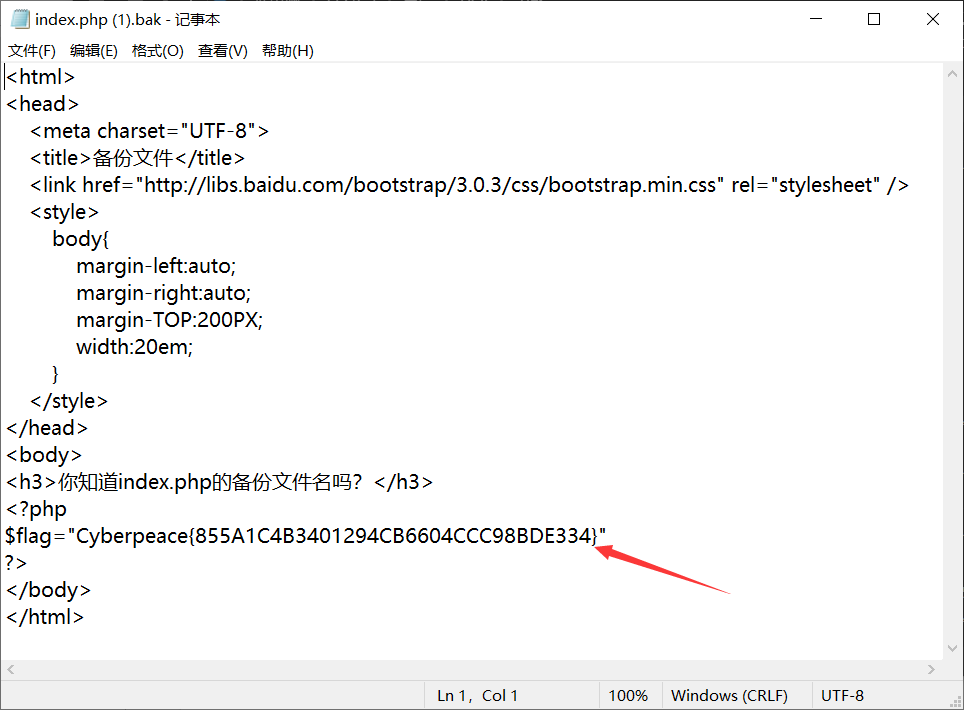 index.php (1).bak - 记事本
文件(F) 编辑(E) 格式(O) 查看(V) 帮助(H)
<html>
<head>
    <meta charset="UTF-8">
    <title>备份文件</title>
    <link href="http://libs.baidu.com/bootstrap/3.0.3/css/bootstrap.min.css" rel="stylesheet" />
    <style>
        body{
            margin-left:auto;
            margin-right:auto;
            margin-TOP:200PX;
            width:20em;
        }
    </style>
</head>
<body>
<h3>你知道index.php的备份文件名吗？</h3>
<?php
$flag="Cyberpeace{855A1C4B3401294CB6604CCC98BDE334}"
?>
</body>
</html>
Ln 1，Col 1 100% Windows (CRLF) UTF-8